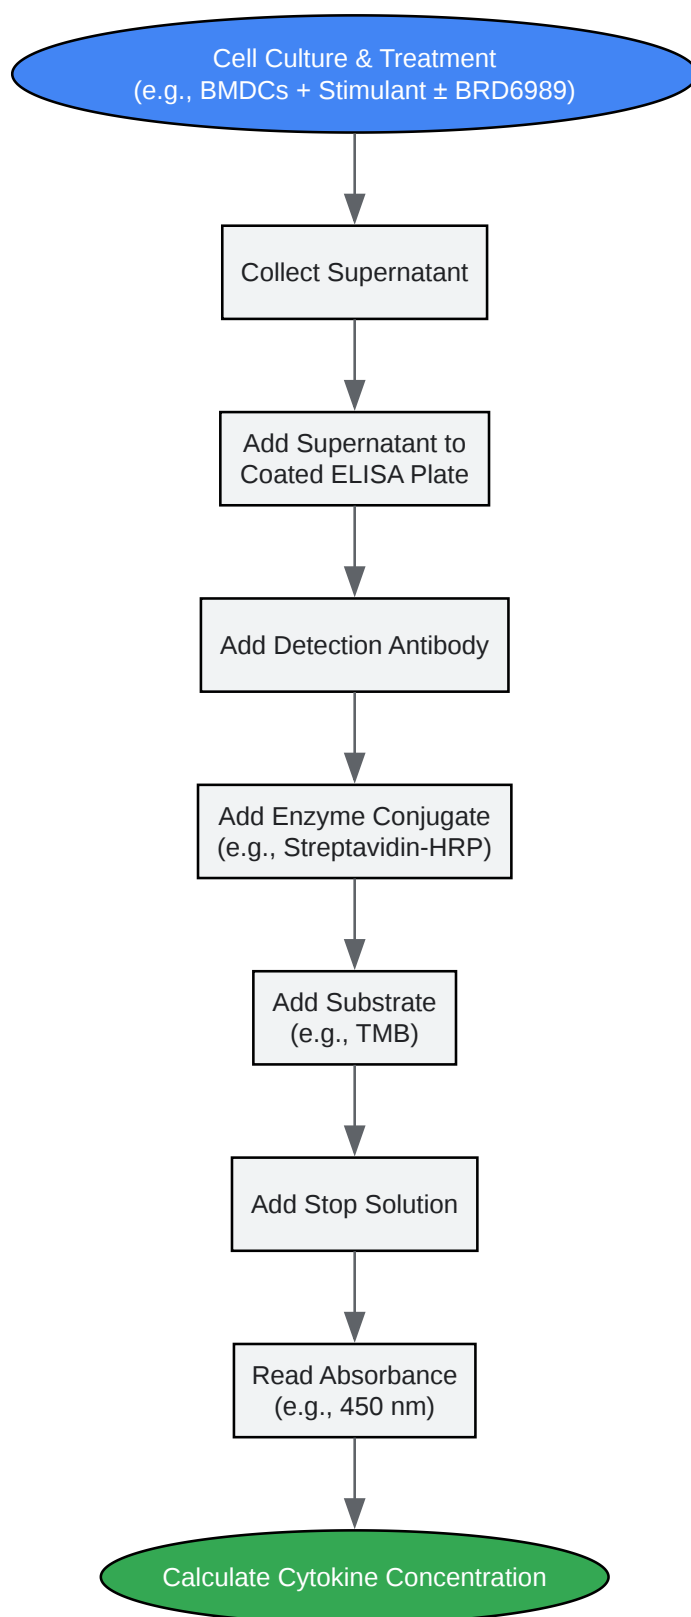 Cell Culture & Treatment
(e.g., BMDCs + Stimulant ± BRD6989)
Collect Supernatant
Add Supernatant to
Coated ELISA Plate
Add Detection Antibody
Add Enzyme Conjugate
(e.g., Streptavidin-HRP)
Add Substrate
(e.g., TMB)
Add Stop Solution
Read Absorbance
(e.g., 450 nm)
Calculate Cytokine Concentration